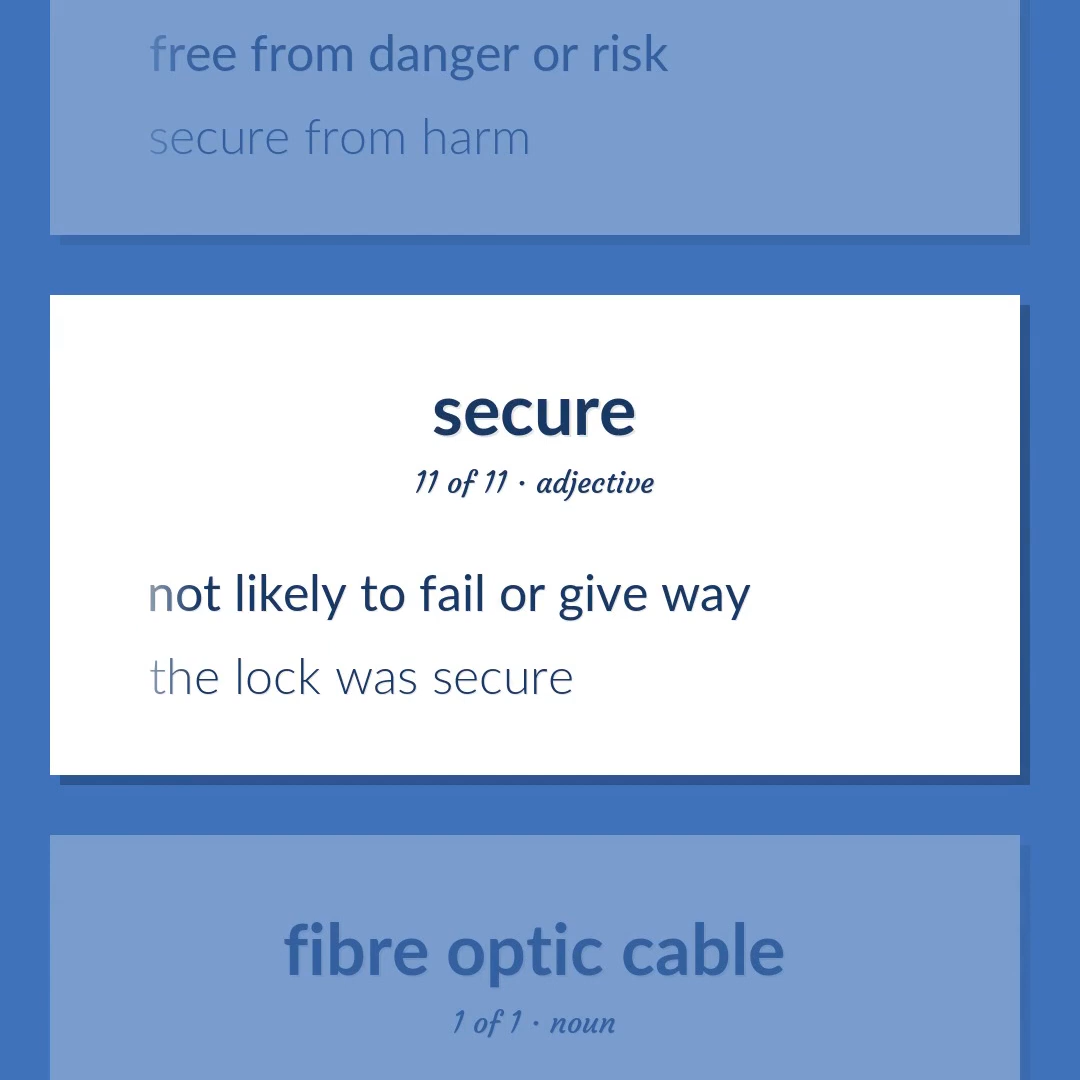 free from danger or risk
secure from harm
secure
11 of 11 · adjective
not likely to fail or give way
the lock was secure
fibre optic cable
1 of 1 · noun